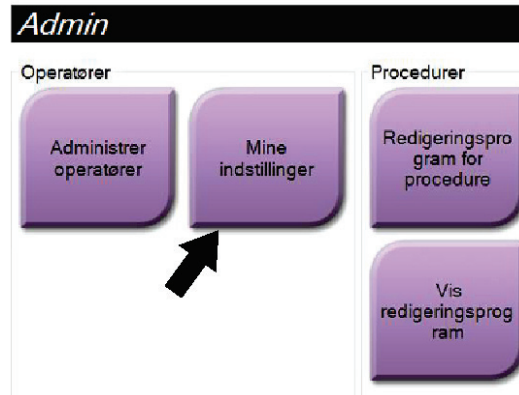 Admin
Operatører
Administrer
operatører
Mine
indstillinger
Procedurer
Redigeringspro
gram for
procedure
Vis
redigeringsprog
ram